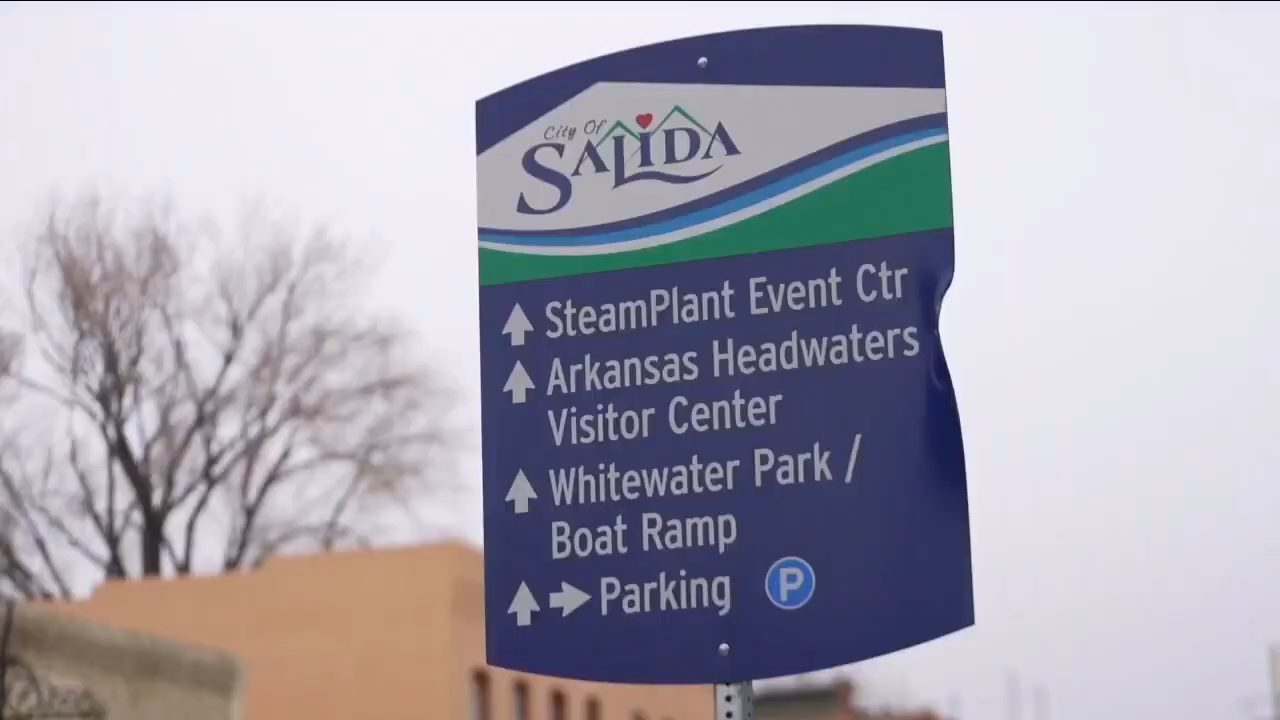 City Of
SALIDA
SteamPlant Event Ctr
Arkansas Headwaters
Visitor Center
Whitewater Park /
Boat Ramp
Parking P